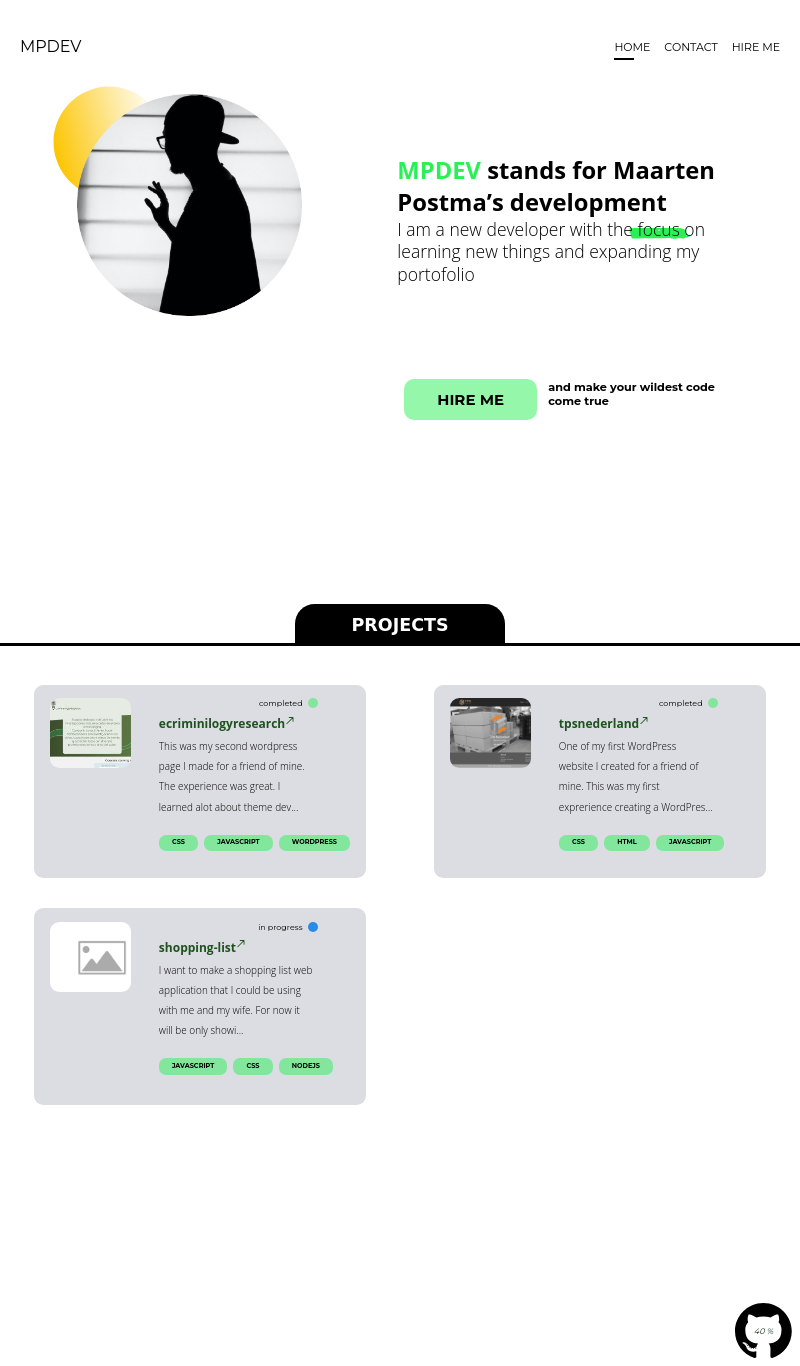 MPDEV
HOME CONTACT HIRE ME
MPDEV stands for Maarten
Postma’s development
I am a new developer with the focus on
learning new things and expanding my
portofolio
HIRE ME
and make your wildest code
come true
PROJECTS
completed
ecriminilogyresearch
This was my second wordpress
page I made for a friend of mine.
The experience was great. I
learned alot about theme dev...
CSS JAVASCRIPT WORDPRESS
completed
tpsnederland
One of my first WordPress
website I created for a friend of
mine. This was my first
exprerience creating a WordPres...
CSS HTML JAVASCRIPT
in progress
shopping-list
I want to make a shopping list web
application that I could be using
with me and my wife. For now it
will be only showi...
JAVASCRIPT CSS NODEJS
40 %